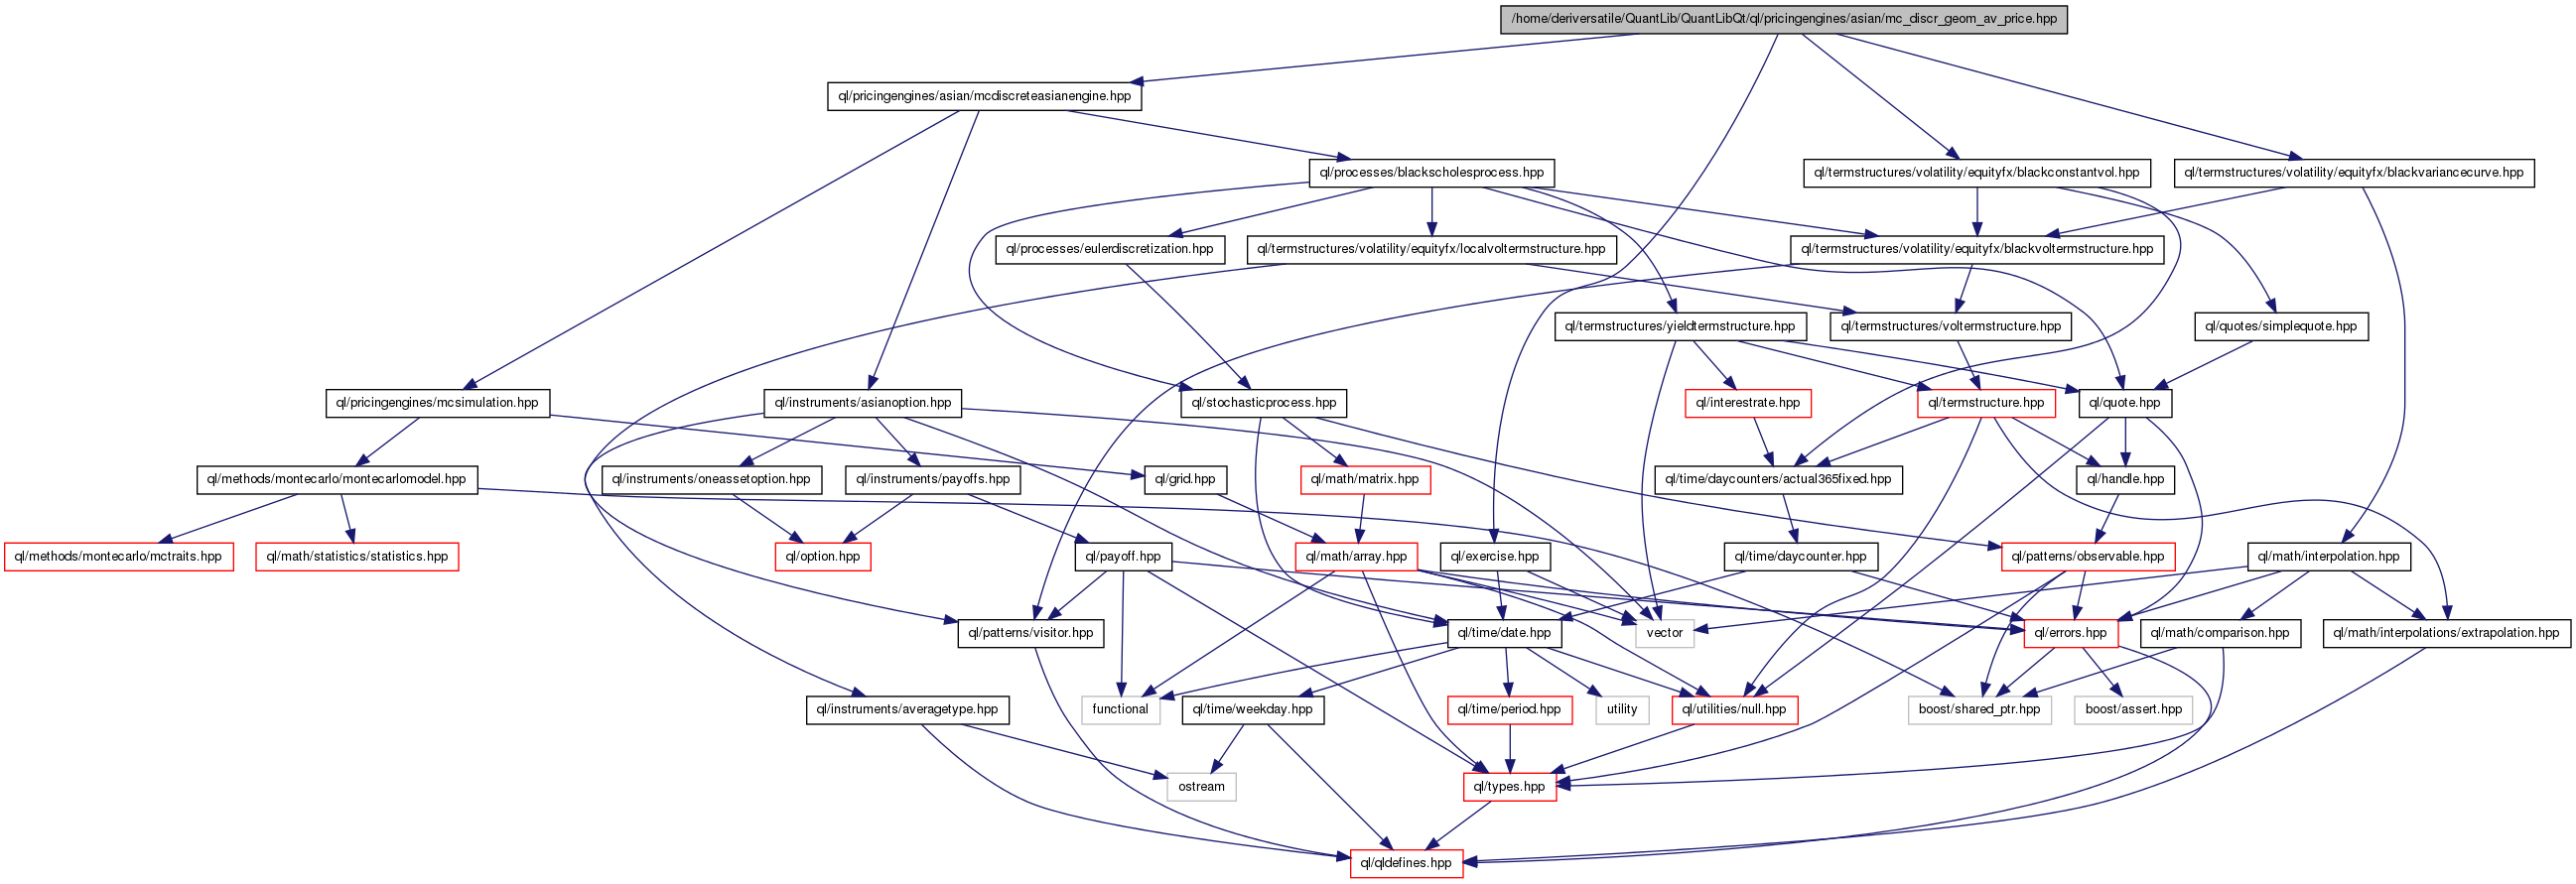 /home/deriversatile/QuantLib/QuantLibQt/ql/pricingengines/asian/mc_discr_geom_av_price.hpp
ql/pricingengines/asian/mcdiscreteasianengine.hpp
ql/processes/blackscholesprocess.hpp
ql/termstructures/volatility/equityfx/blackconstantvol.hpp
ql/termstructures/volatility/equityfx/blackvariancecurve.hpp
ql/processes/eulerdiscretization.hpp
ql/termstructures/volatility/equityfx/localvoltermstructure.hpp
ql/termstructures/volatility/equityfx/blackvoltermstructure.hpp
ql/termstructures/yieldtermstructure.hpp
ql/termstructures/voltermstructure.hpp
ql/quotes/simplequote.hpp
ql/pricingengines/mcsimulation.hpp
ql/instruments/asianoption.hpp
ql/stochasticprocess.hpp
ql/interestrate.hpp
ql/termstructure.hpp
ql/quote.hpp
ql/methods/montecarlo/montecarlomodel.hpp
ql/grid.hpp
ql/instruments/oneassetoption.hpp
ql/instruments/payoffs.hpp
ql/math/matrix.hpp
ql/time/daycounters/actual365fixed.hpp
ql/handle.hpp
ql/methods/montecarlo/mctraits.hpp
ql/math/statistics/statistics.hpp
ql/option.hpp
ql/payoff.hpp
ql/math/array.hpp
ql/exercise.hpp
ql/time/daycounter.hpp
ql/patterns/observable.hpp
ql/math/interpolation.hpp
ql/patterns/visitor.hpp
ql/time/date.hpp
vector
ql/errors.hpp
ql/math/comparison.hpp
ql/math/interpolations/extrapolation.hpp
ql/instruments/averagetype.hpp
functional
ql/time/weekday.hpp
ql/time/period.hpp
utility
ql/utilities/null.hpp
boost/shared_ptr.hpp
boost/assert.hpp
ostream
ql/types.hpp
ql/qldefines.hpp